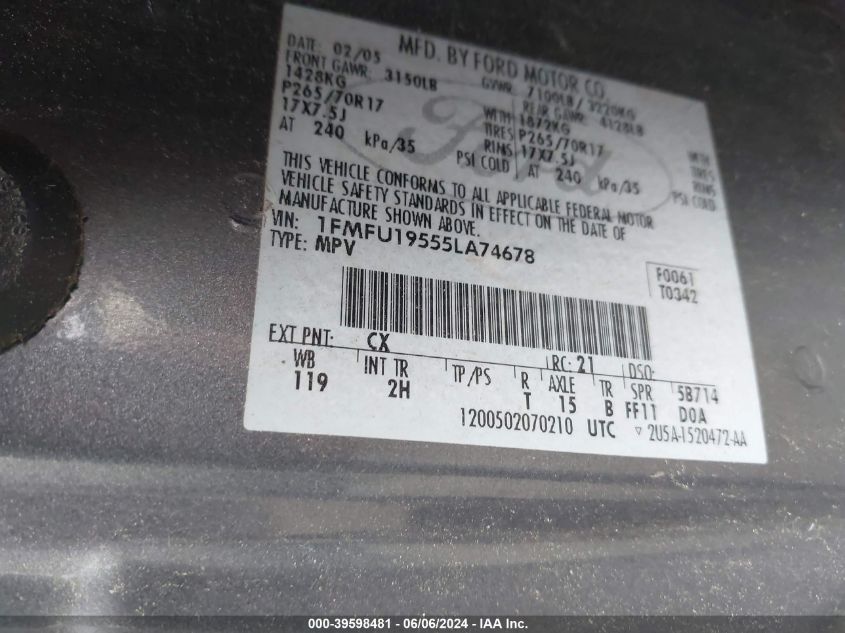 MFD. BY FORD MOTOR CO.
DATE: 02/05 GVWR: 7100LB / 3220KG
FRONT GAWR: 3150LB REAR GAWR: 4128LB
1428KG WITH 1872KG WITH
P265/70R17 TIRES P265/70R17 TIRES
17X7.5J RIMS 17X7.5J RIMS
AT 240 kPa/35 PSI COLD AT 240 kPa/35 PSI COLD
THIS VEHICLE CONFORMS TO ALL APPLICABLE FEDERAL MOTOR
VEHICLE SAFETY STANDARDS IN EFFECT ON THE DATE OF
MANUFACTURE SHOWN ABOVE.
VIN: 1FMFU19555LA74678
TYPE: MPV
F0061
T0342
EXT PNT: CX RC: 21 DSO:
WB INT TR TP/PS R AXLE TR SPR 5B714
119 2H T 15 B FF11 DOA
1200502070210 UTC ▽ 2U5A-1520472-AA
Ford
000-39598481 - 06/06/2024 - 1200502070210